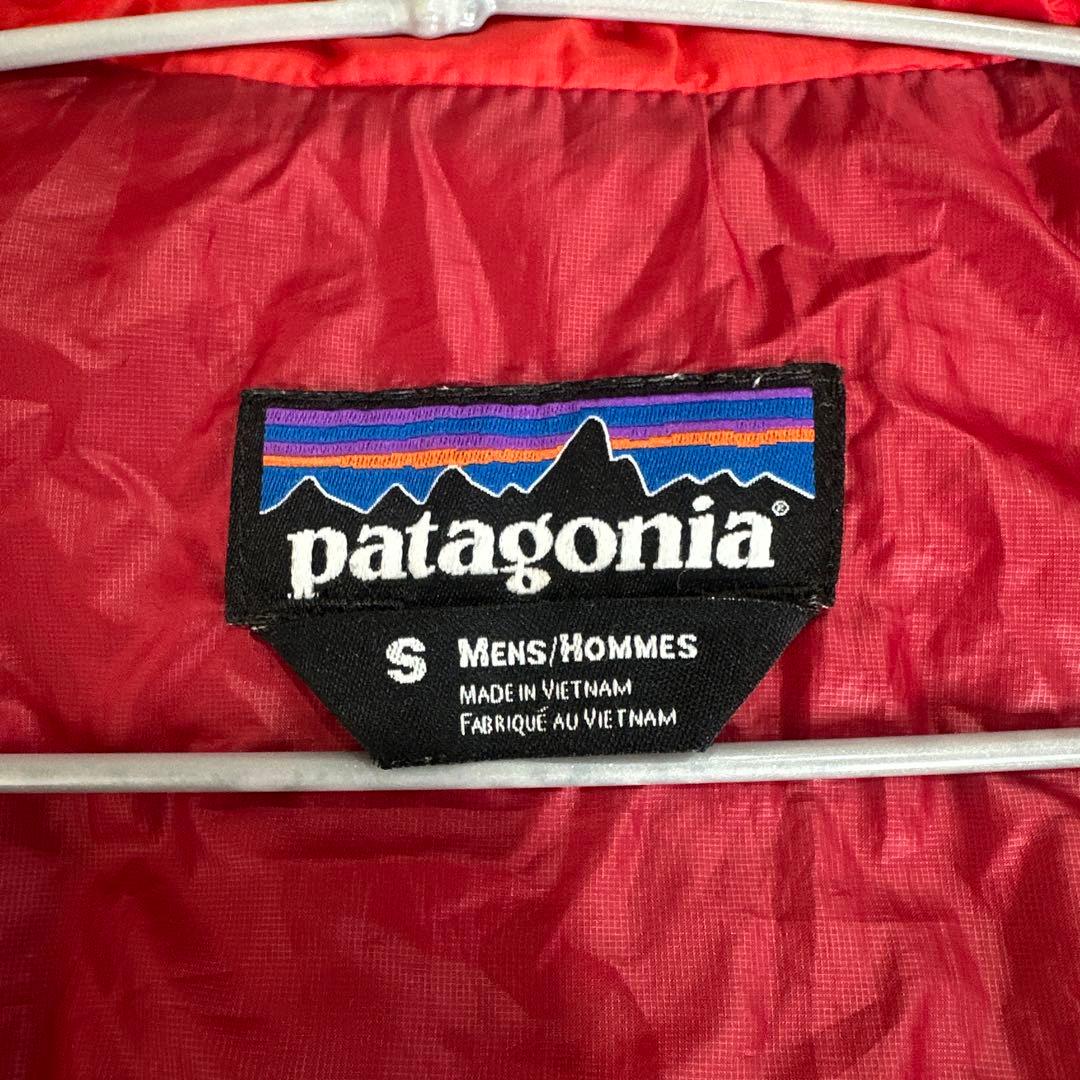 patagonia®
S MENS/HOMMES
MADE IN VIETNAM
FABRIQUÉ AU VIETNAM